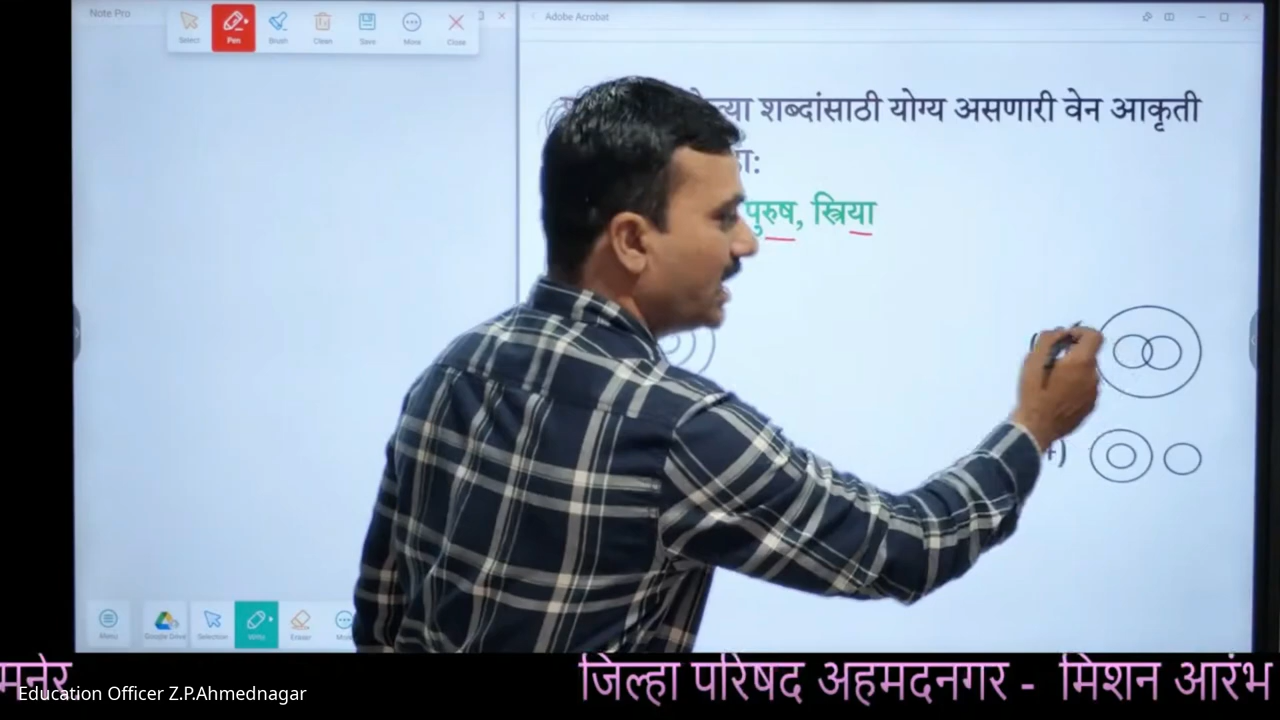 Note Pro
Select Pen Brush Clean Save More Close
Adobe Acrobat
शब्दांसाठी योग्य असणारी वेन आकृती
पुरुष, स्त्रिया
Menu Google Drive Selection Write Eraser
मनेर जिल्हा परिषद अहमदनगर - मिशन आरंभ
Education Officer Z.P.Ahmednagar